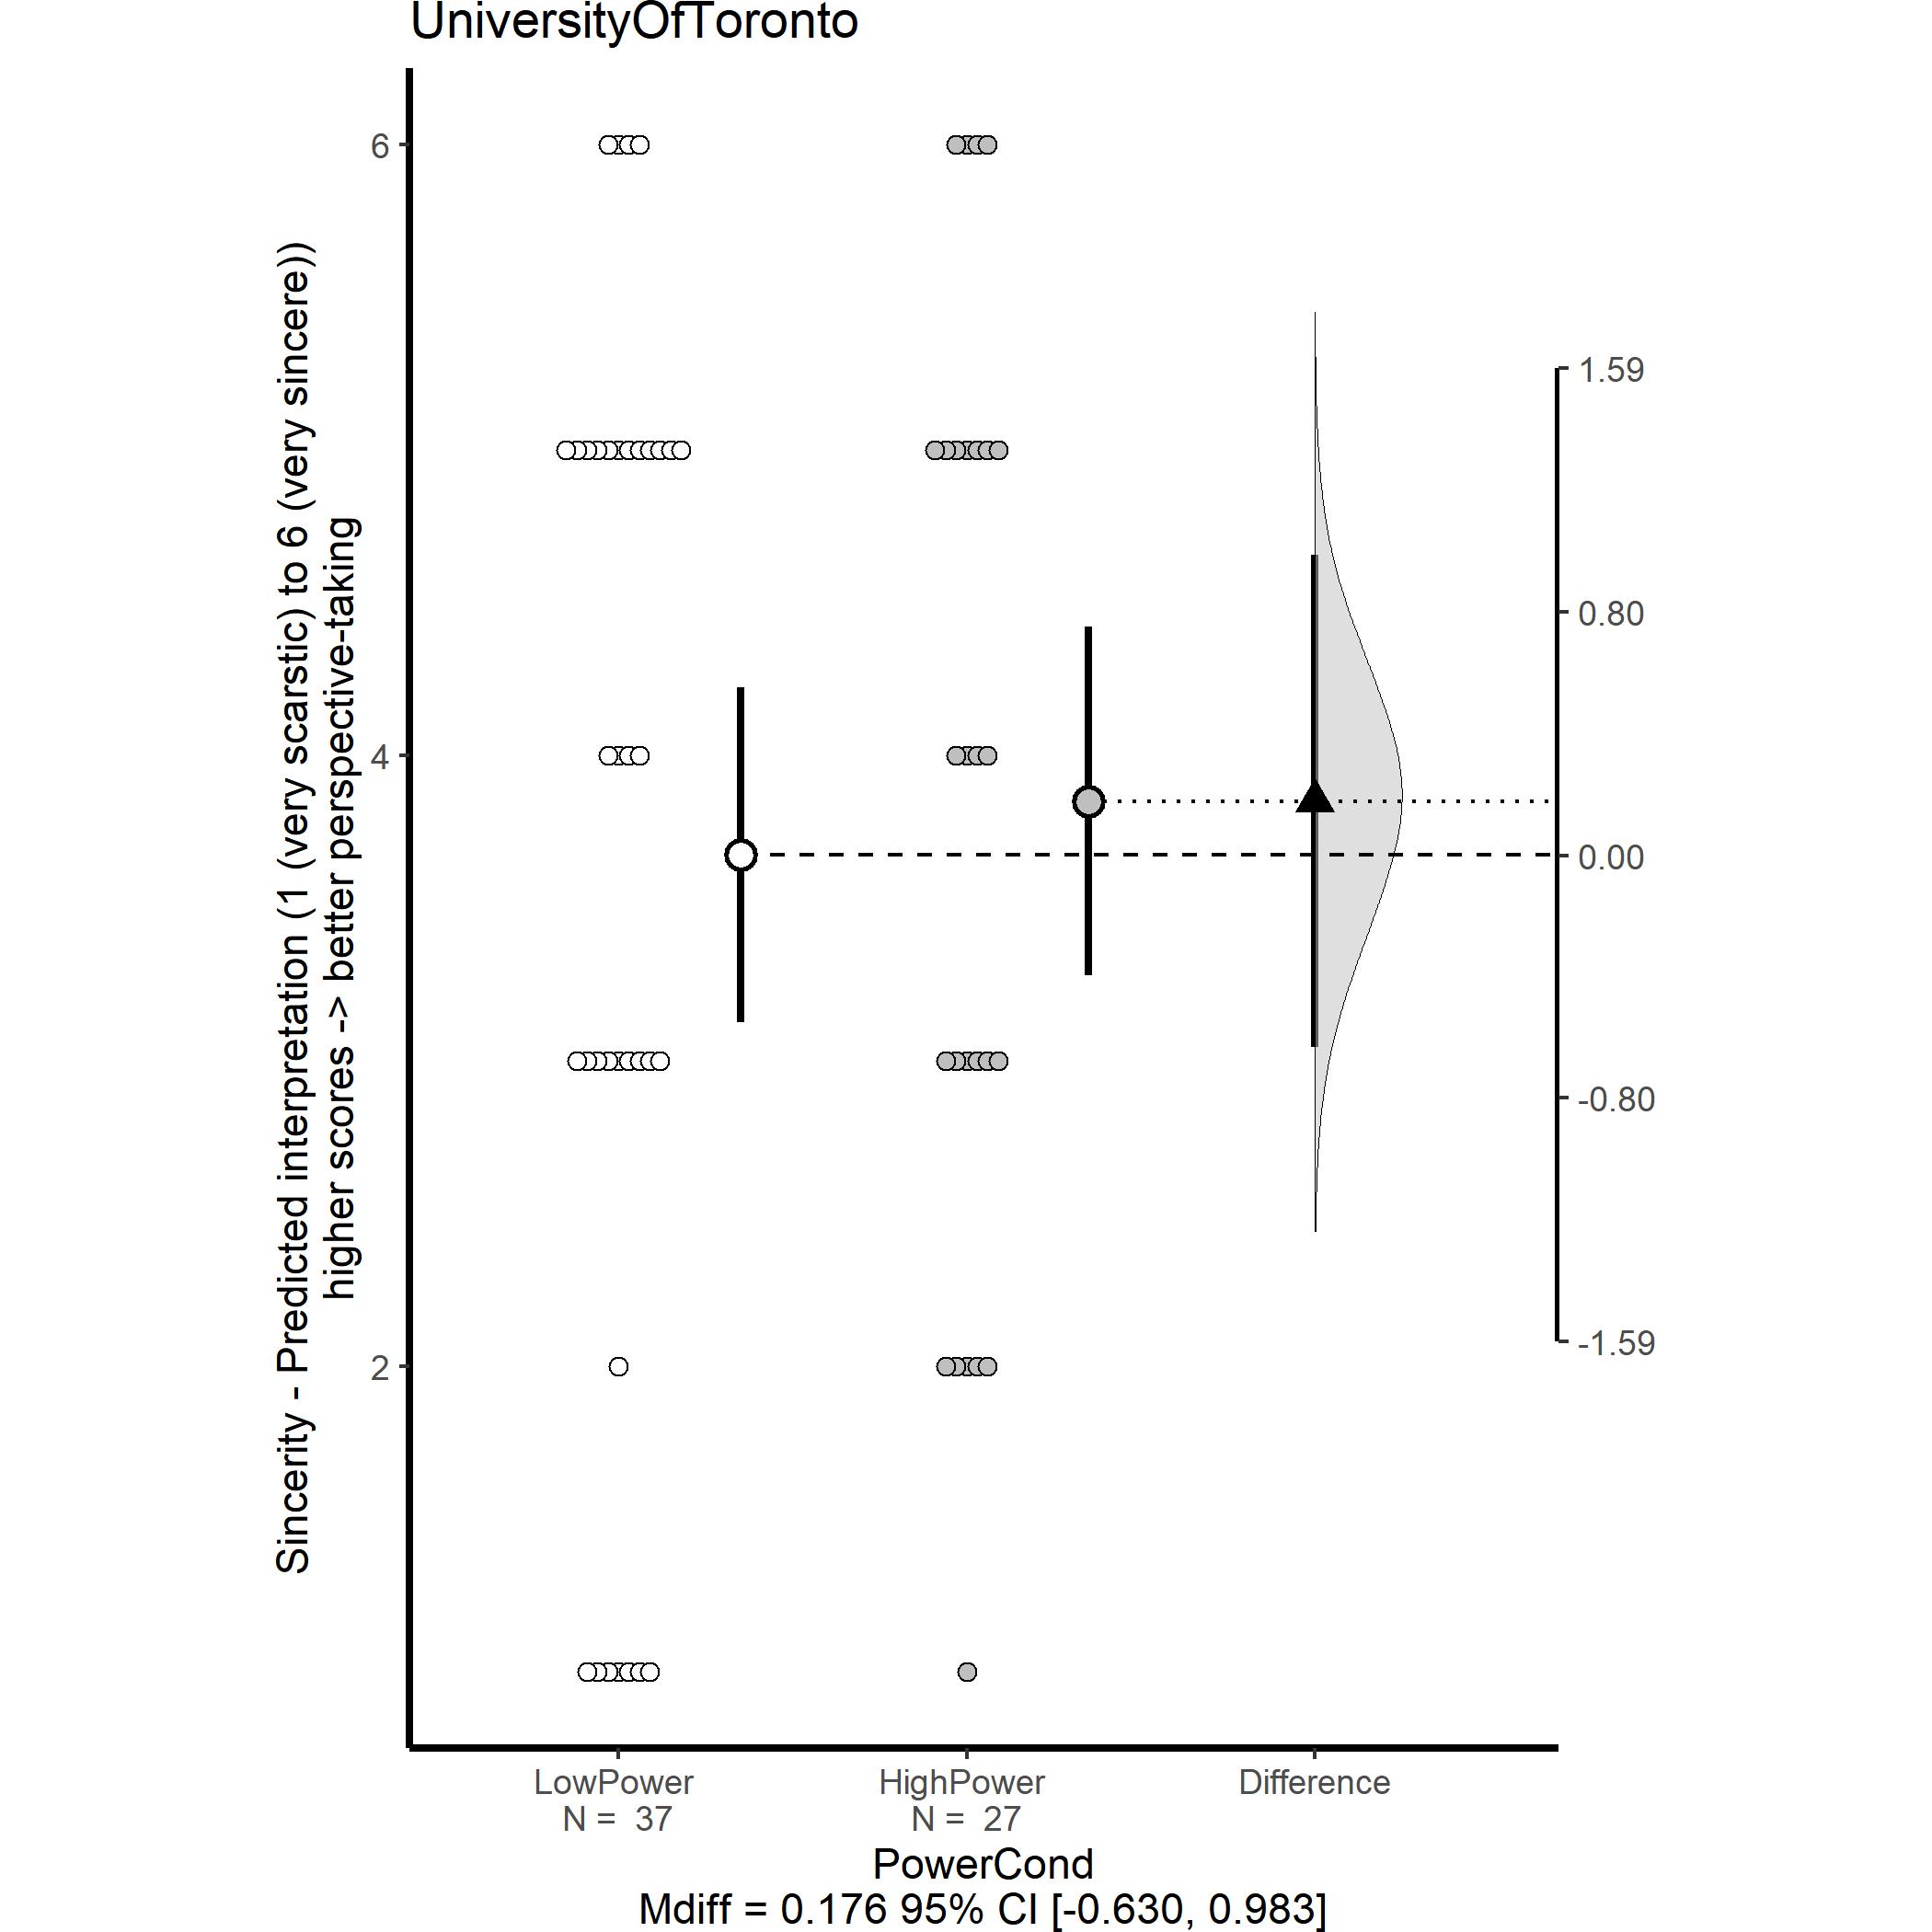 UniversityOfToronto
Sincerity - Predicted interpretation (1 (very scarstic) to 6 (very sincere))
higher scores -> better perspective-taking
6
4
2
1.59
0.80
0.00
-0.80
-1.59
LowPower
N =  37
HighPower
N =  27
Difference
PowerCond
Mdiff = 0.176 95% CI [-0.630, 0.983]